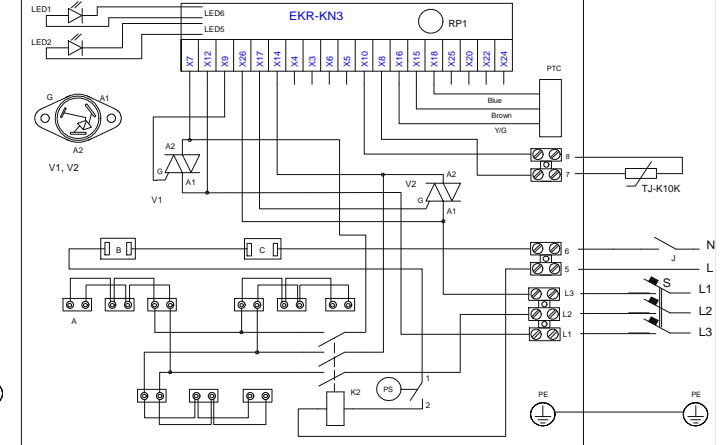 LED1
LED6
LED5
LED2
EKR-KN3
RP1
X7 X12 X9 X26 X17 X14 X4 X3 X6 X5 X10 X8 X16 X15 X18 X25 X20 X22 X24
PTC
Blue
Brown
Y/G
G A1
A2
V1, V2
A2
G
A1
V1
V2
A2
G
A1
8
7
TJ-K10K
B
C
6
5
J
N
L
A
L3
L2
L1
S
L1
L2
L3
K2
PS
1
2
PE
PE